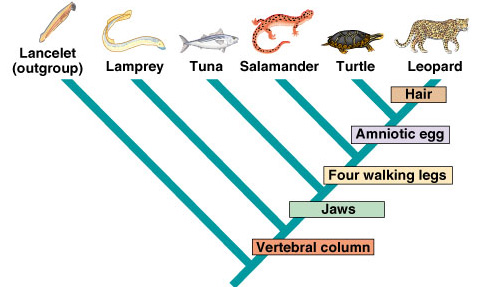 Lancelet
(outgroup)
Lamprey
Tuna
Salamander
Turtle
Leopard
Hair
Amniotic egg
Four walking legs
Jaws
Vertebral column